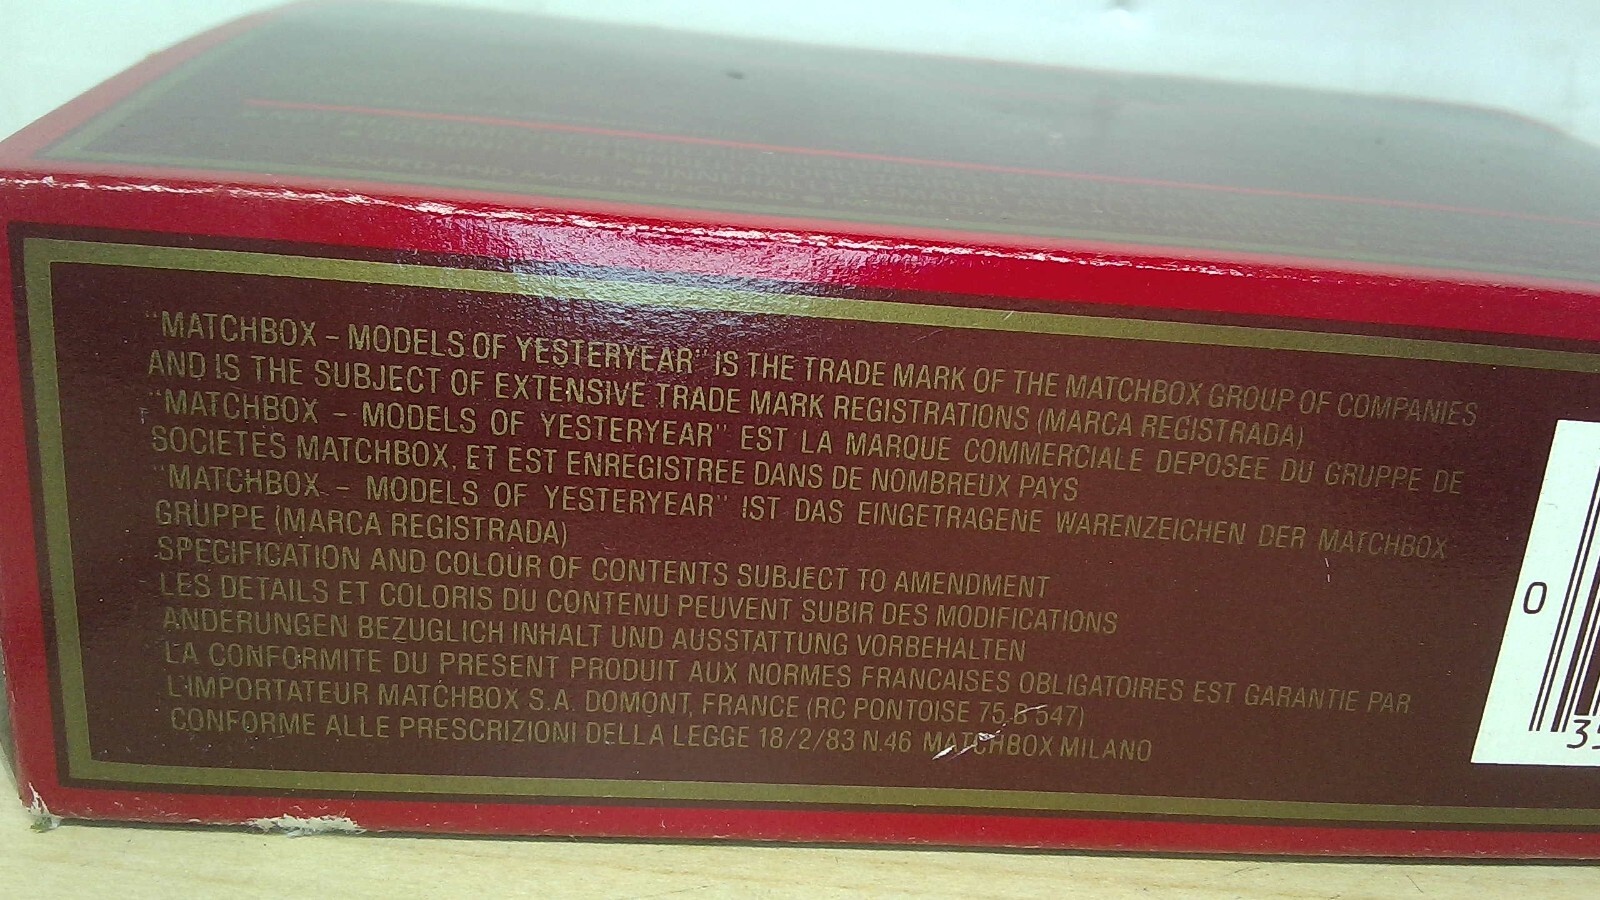 "MATCHBOX – MODELS OF YESTERYEAR" IS THE TRADE MARK OF THE MATCHBOX GROUP OF COMPANIES
AND IS THE SUBJECT OF EXTENSIVE TRADE MARK REGISTRATIONS (MARCA REGISTRADA)
"MATCHBOX – MODELS OF YESTERYEAR" EST LA MARQUE COMMERCIALE DEPOSEE DU GRUPPE DE
SOCIETES MATCHBOX, ET EST ENREGISTREE DANS DE NOMBREUX PAYS
"MATCHBOX – MODELS OF YESTERYEAR" IST DAS EINGETRAGENE WARENZEICHEN DER MATCHBOX
GRUPPE (MARCA REGISTRADA)
SPECIFICATION AND COLOUR OF CONTENTS SUBJECT TO AMENDMENT
LES DETAILS ET COLORIS DU CONTENU PEUVENT SUBIR DES MODIFICATIONS
ANDERUNGEN BEZUGLICH INHALT UND AUSSTATTUNG VORBEHALTEN
LA CONFORMITE DU PRESENT PRODUIT AUX NORMES FRANCAISES OBLIGATOIRES EST GARANTIE PAR
L'IMPORTATEUR MATCHBOX S.A. DOMONT, FRANCE (RC PONTOISE 75 B 547)
CONFORME ALLE PRESCRIZIONI DELLA LEGGE 18/2/83 N.46 MATCHBOX MILANO
0